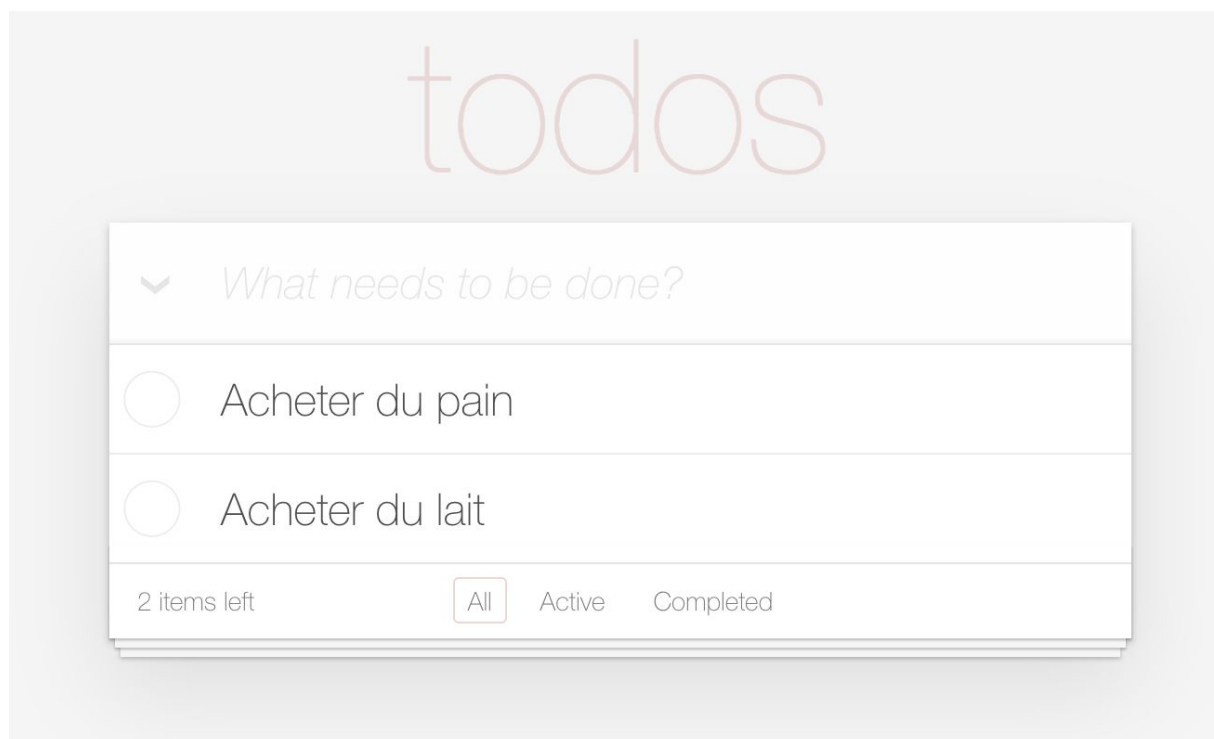 todos
What needs to be done?
Acheter du pain
Acheter du lait
2 items left All Active Completed